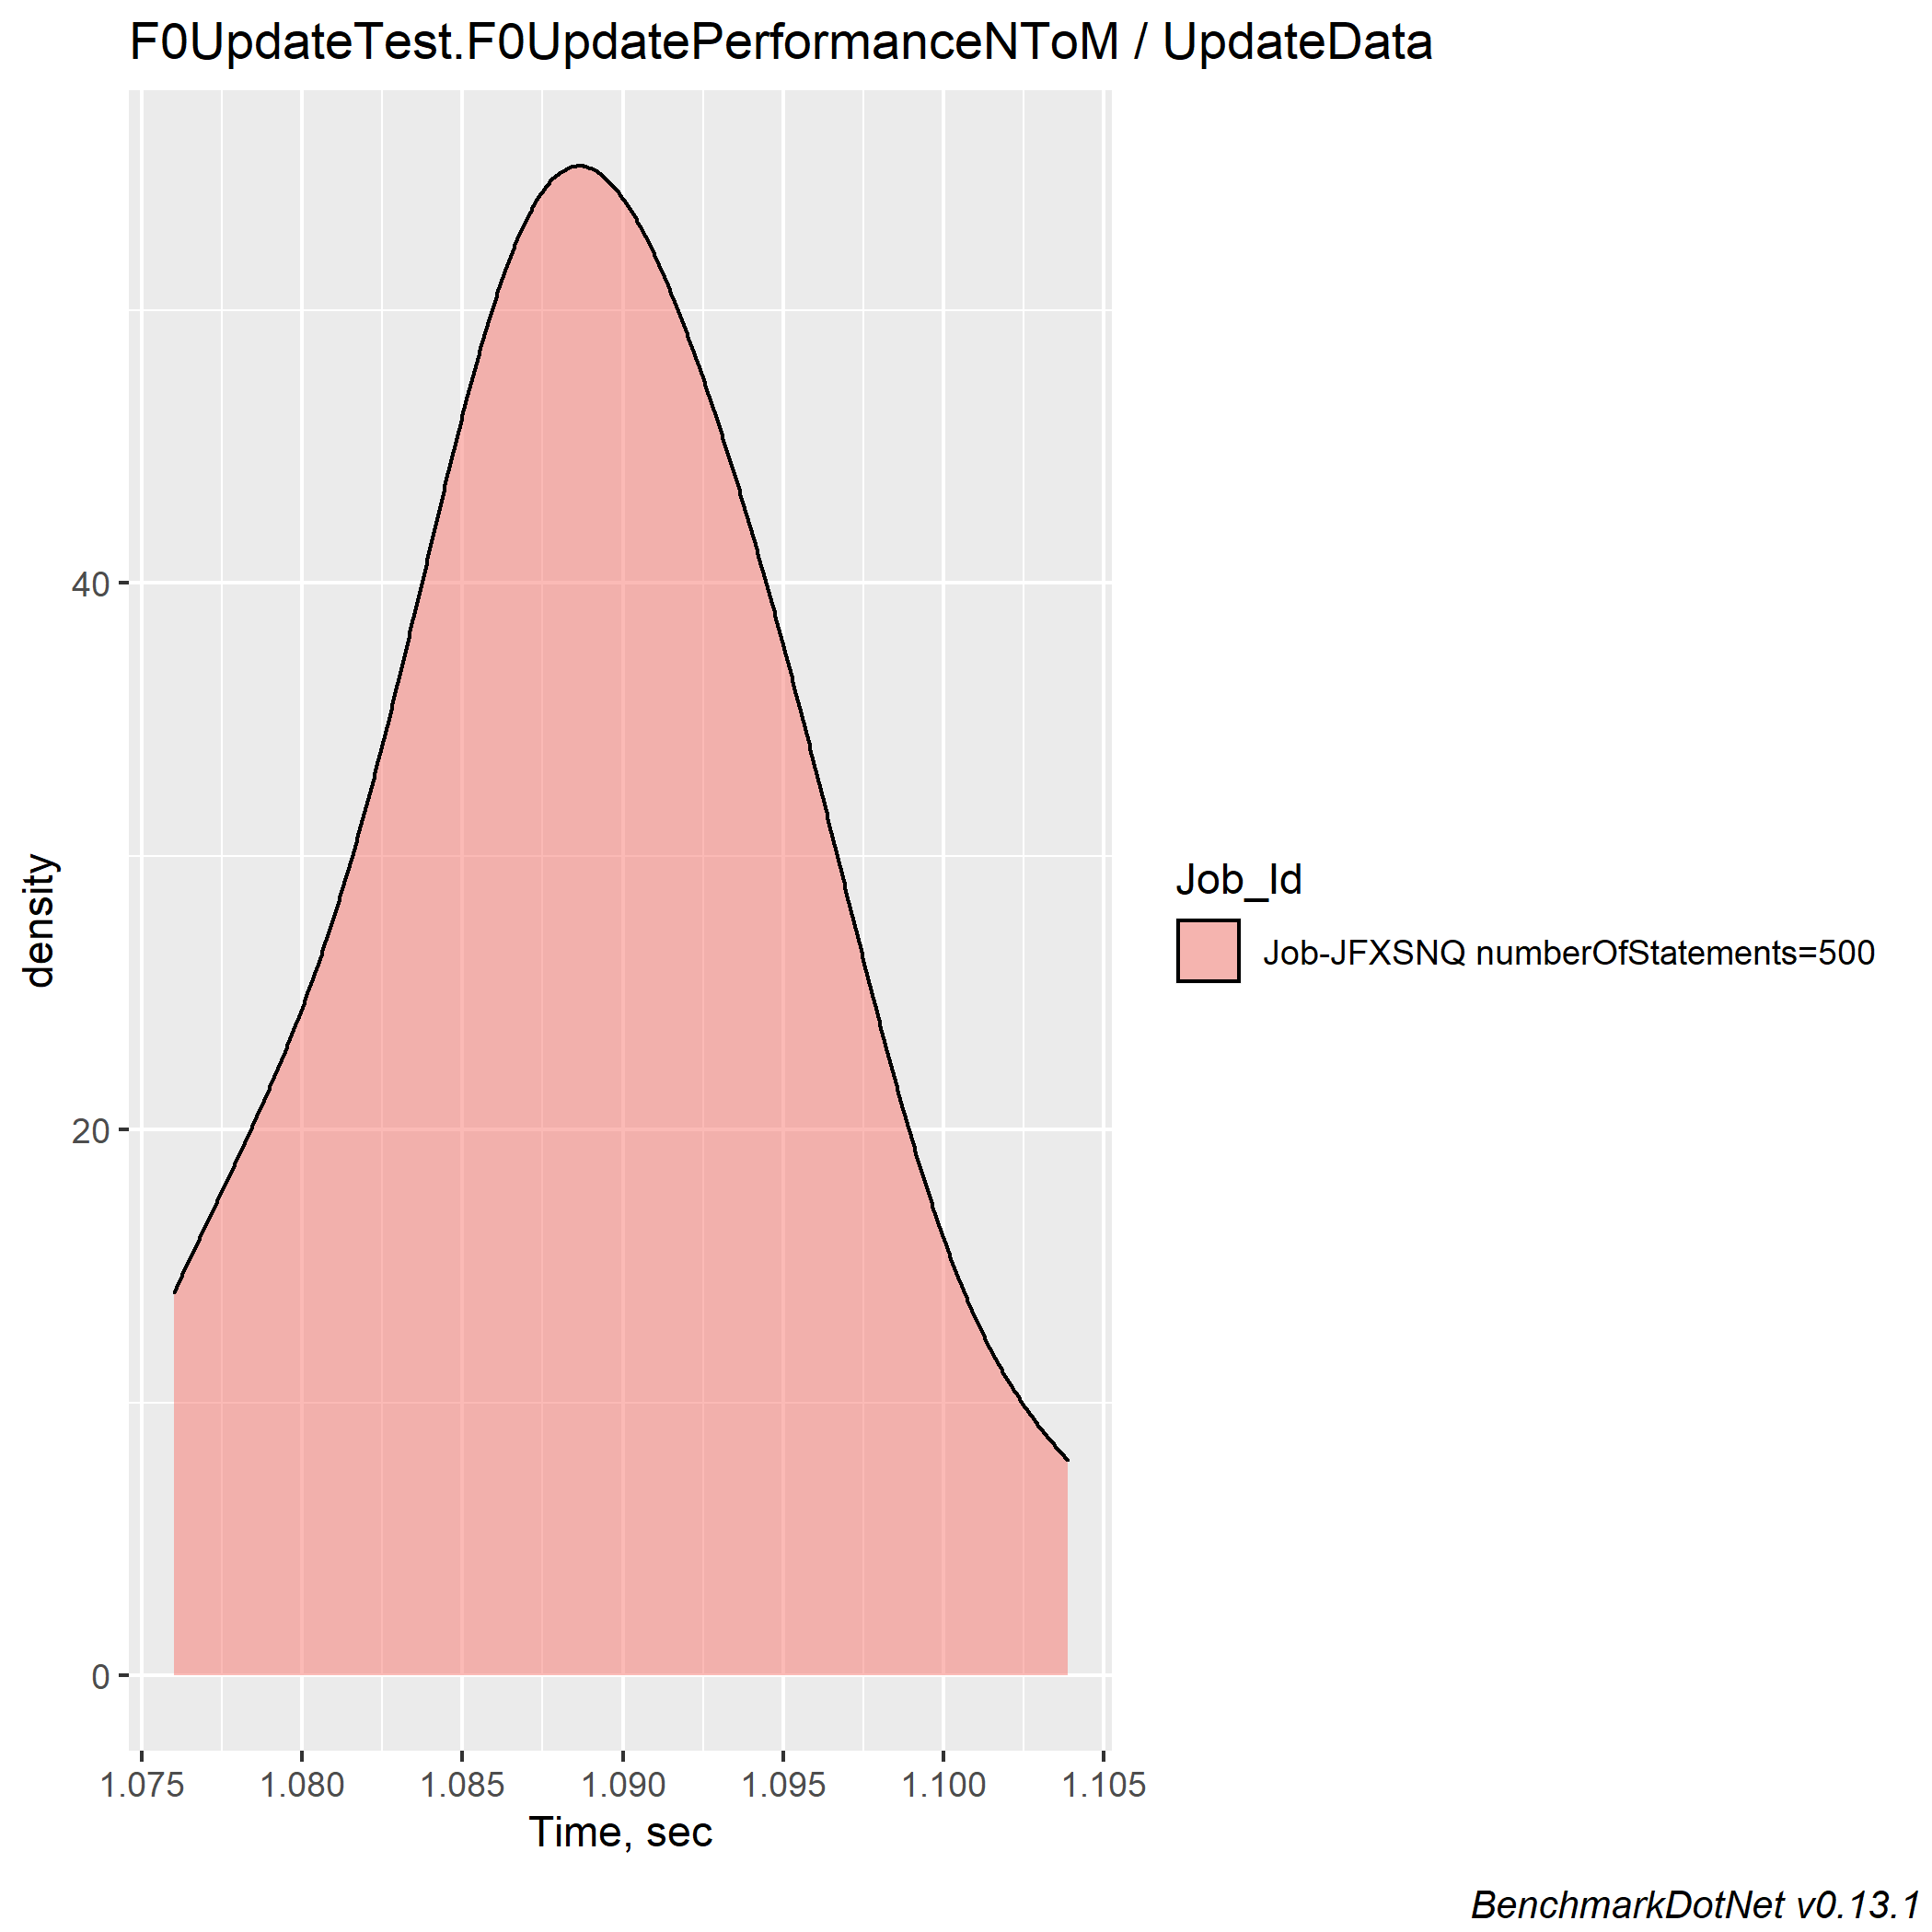 F0UpdateTest.F0UpdatePerformanceNToM / UpdateData
density
40
20
0
1.075 1.080 1.085 1.090 1.095 1.100 1.105
Time, sec
Job_Id
Job-JFXSNQ numberOfStatements=500
BenchmarkDotNet v0.13.1